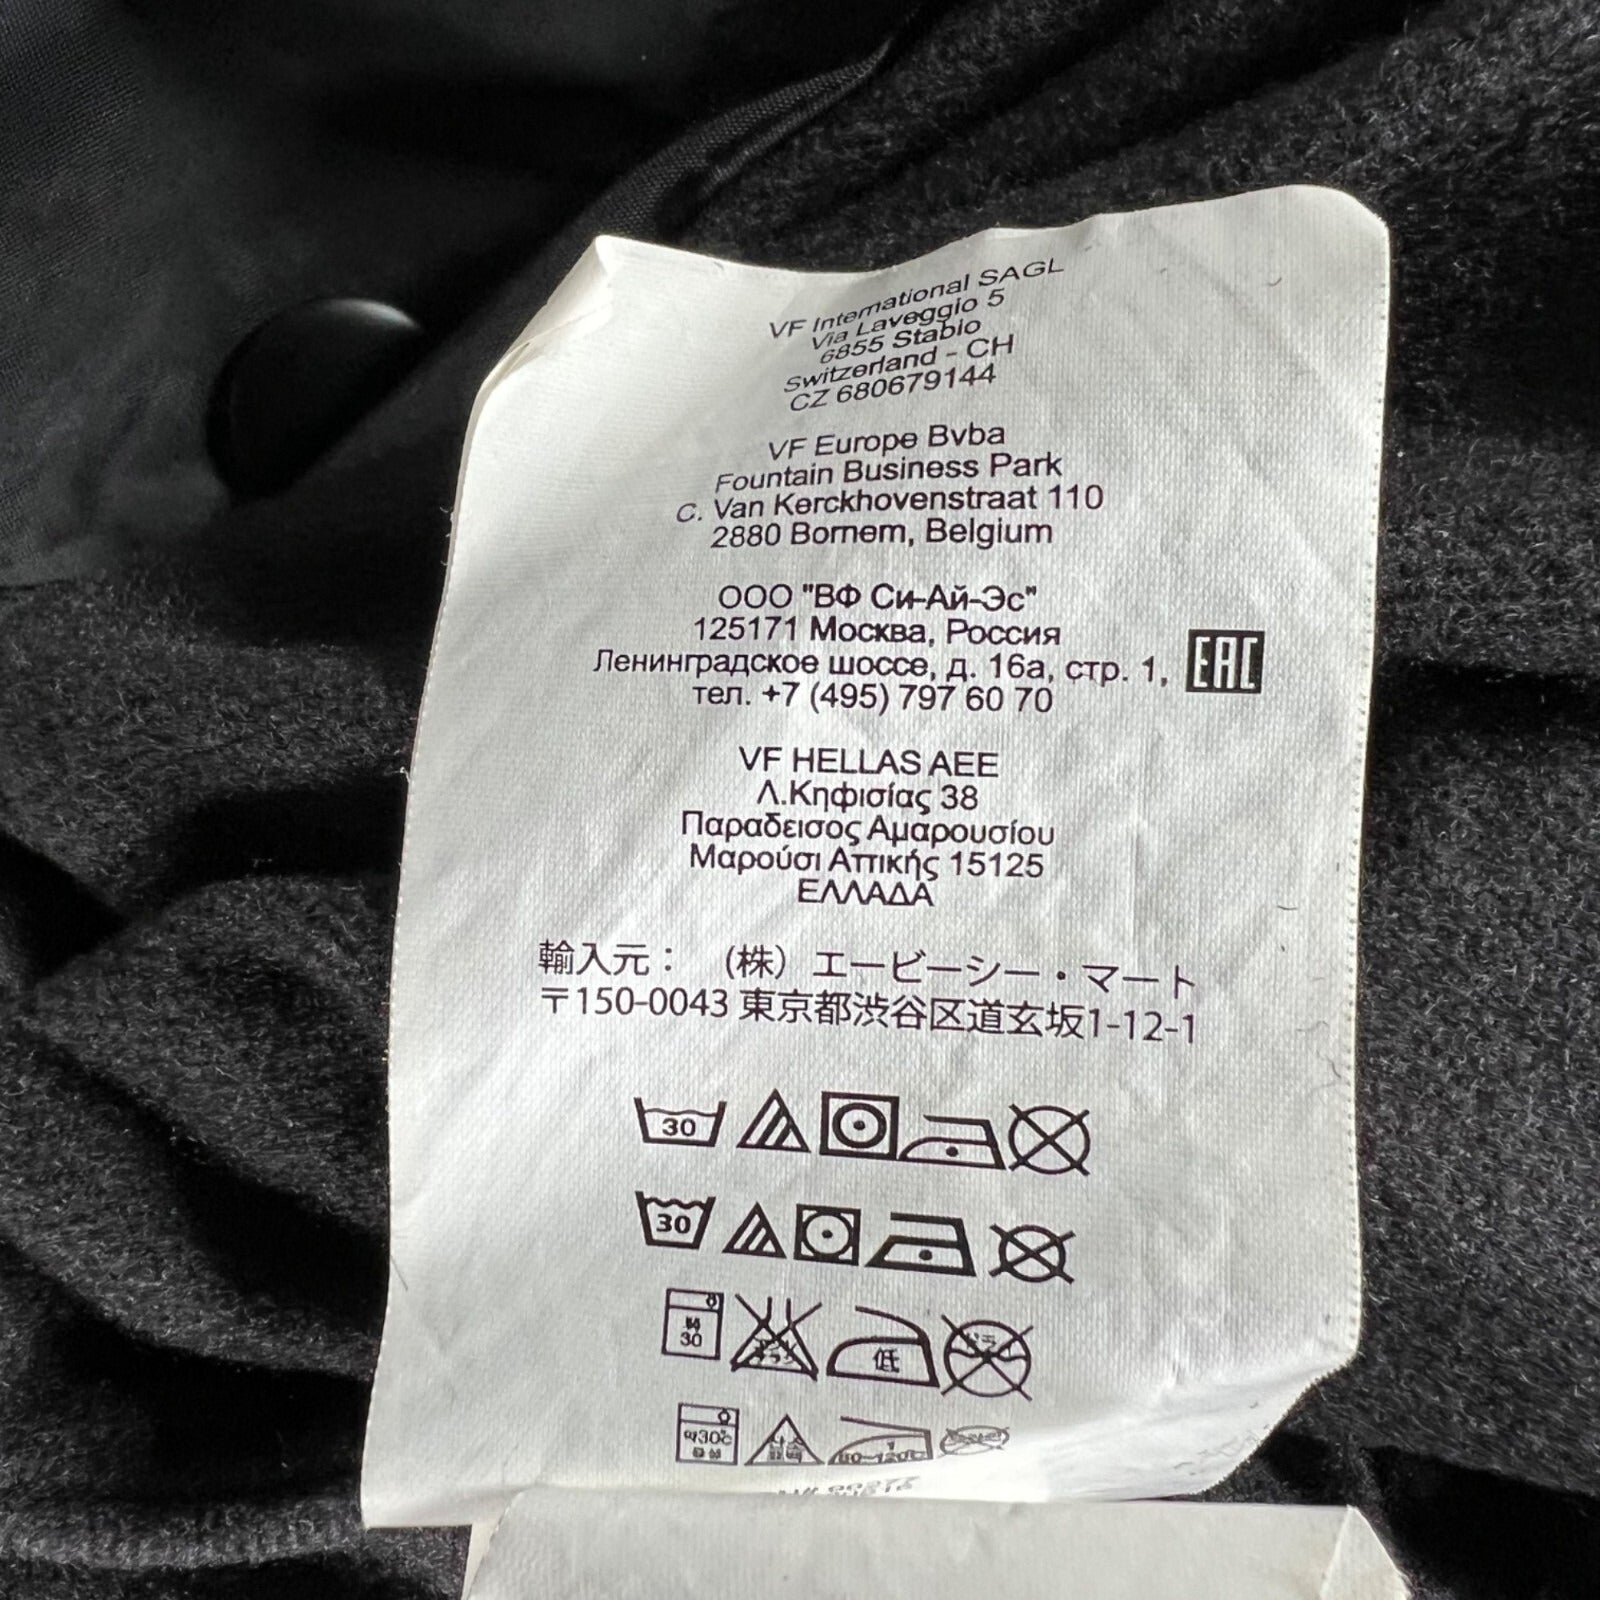 VF International SAGL
Via Laveggio 5
6855 Stabio
Switzerland - CH
CZ 680679144
VF Europe Bvba
Fountain Business Park
C. Van Kerckhovenstraat 110
2880 Bornem, Belgium
ООО "ВФ Си-Ай-Эс"
125171 Москва, Россия
Ленинградское шоссе, д. 16а, стр. 1,
тел. +7 (495) 797 60 70
EAC
VF HELLAS AEE
Λ.Κηφισίας 38
Παραδεισος Αμαρουσίου
Μαρούσι Αττικής 15125
ΕΛΛΑΔΑ
輸入元： (株) エービーシー・マート
〒150-0043 東京都渋谷区道玄坂1-12-1
30
30
30 低
約30℃